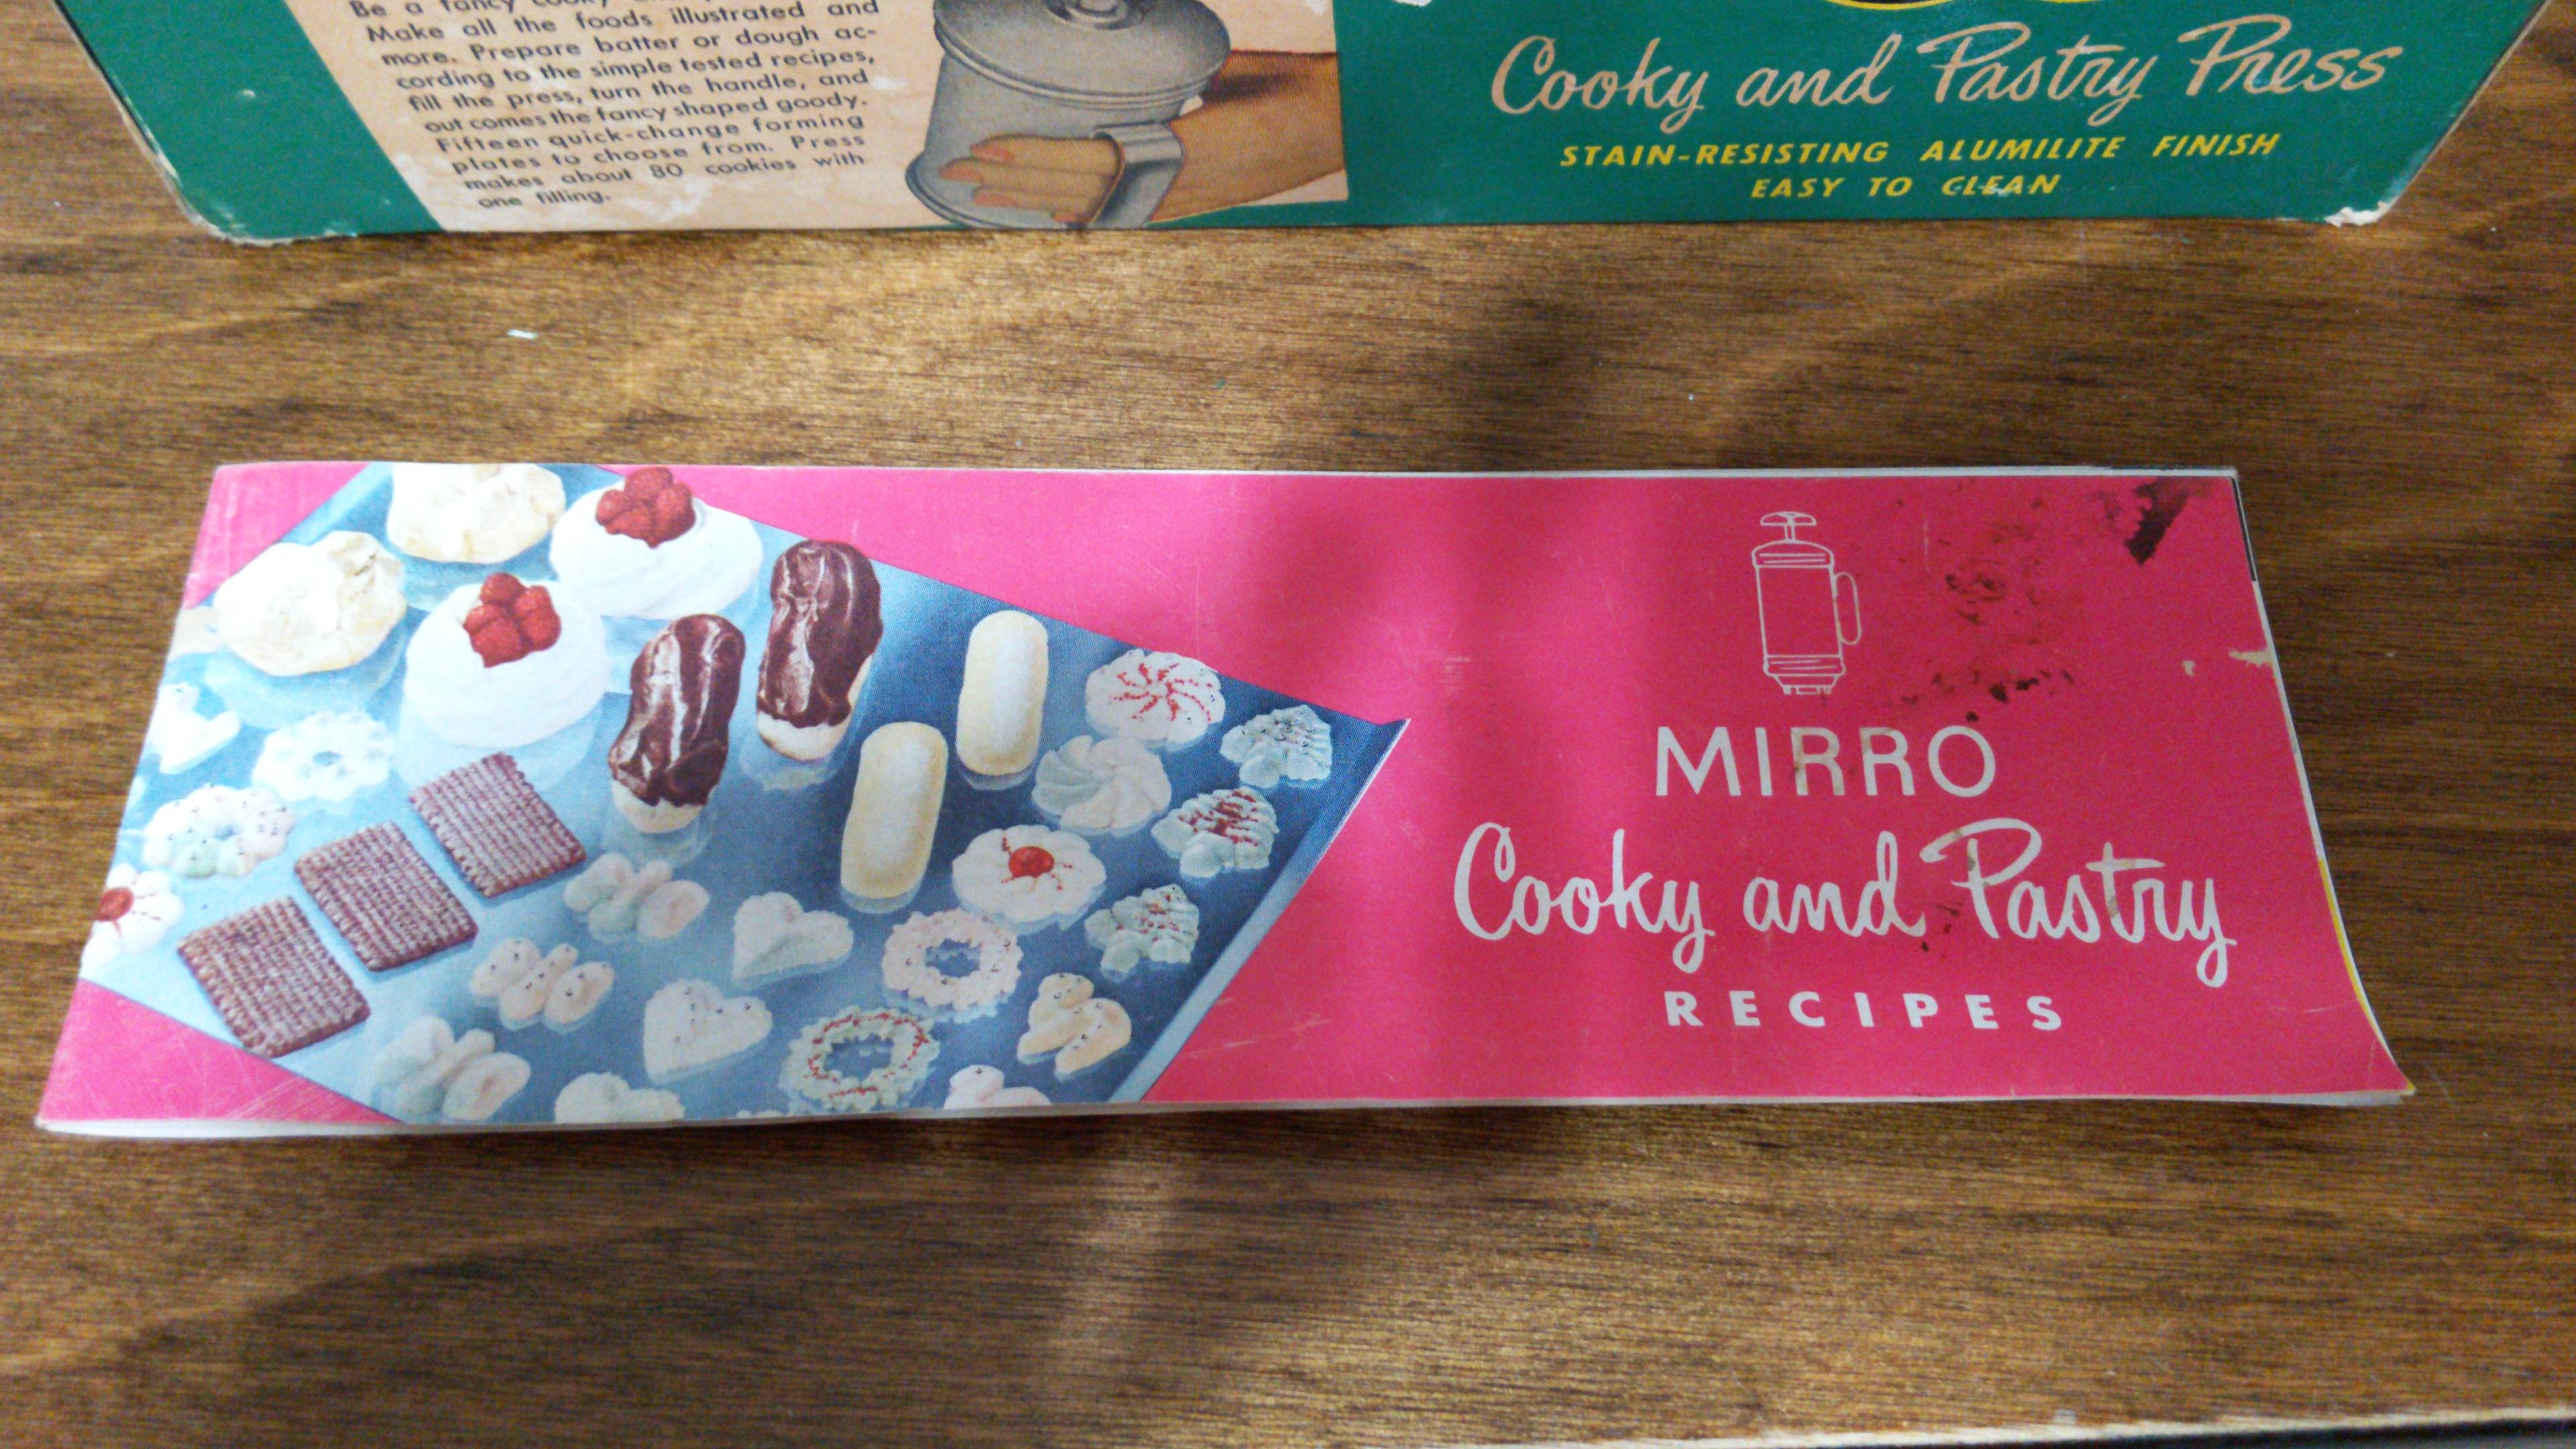 Be a fancy cooky
Make all the foods illustrated and
more. Prepare batter or dough ac-
cording to the simple tested recipes,
fill the press, turn the handle, and
out comes the fancy shaped goody.
Fifteen quick-change forming
plates to choose from. Press
makes about 80 cookies with
one filling.
Cooky and Pastry Press
STAIN-RESISTING ALUMILITE FINISH
EASY TO CLEAN
MIRRO
Cooky and Pastry
RECIPES